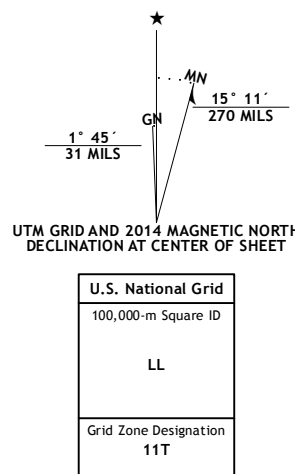 MN
GN
15° 11´
270 MILS
1° 45´
31 MILS
UTM GRID AND 2014 MAGNETIC NORTH
DECLINATION AT CENTER OF SHEET
U.S. National Grid
100,000-m Square ID
LL
Grid Zone Designation
11T